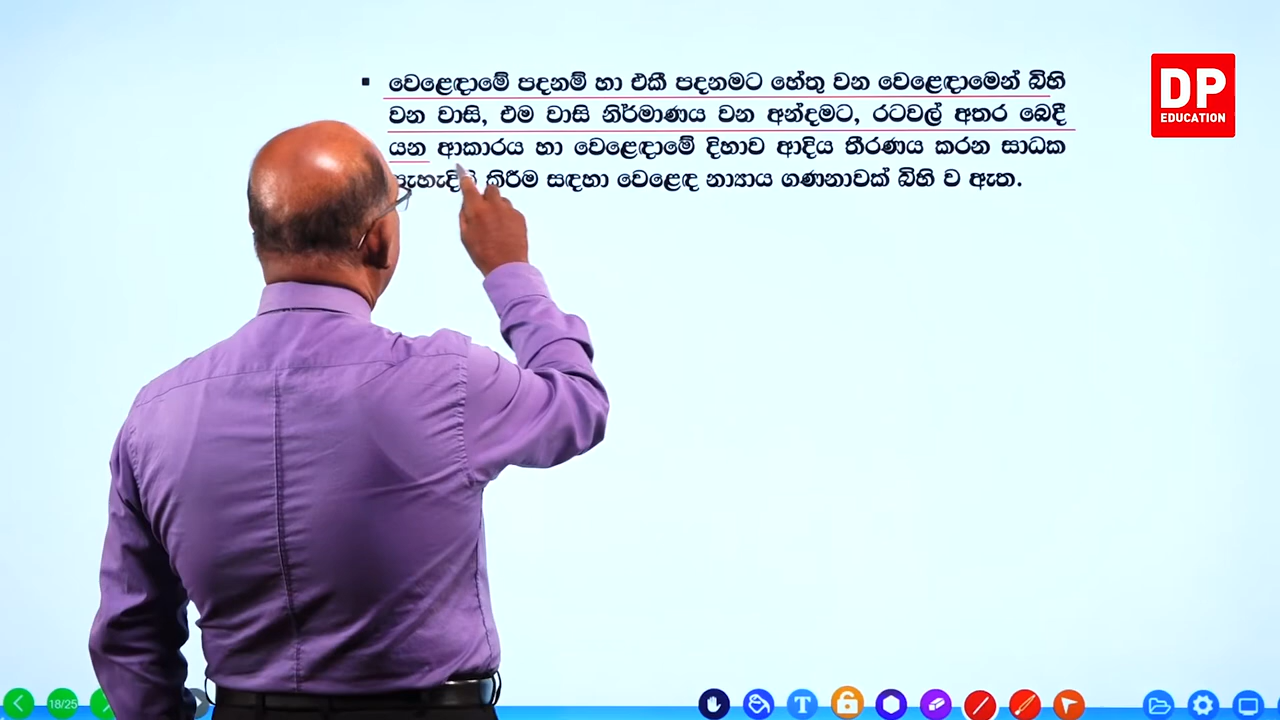 ▪ වෙළෙඳාමේ පදනම් හා එකී පදනමට හේතු වන වෙළෙඳාමෙන් බිහි
වන වාසි, එම වාසි නිර්මාණය වන අන්දමට, රටවල් අතර බෙදී
යන ආකාරය හා වෙළෙඳාමේ දිහාව ආදිය තීරණය කරන සාධක
කිරීම සඳහා වෙළෙඳ න්‍යාය ගණනාවක් බිහි ව ඇත.
DP
EDUCATION
18/25
T